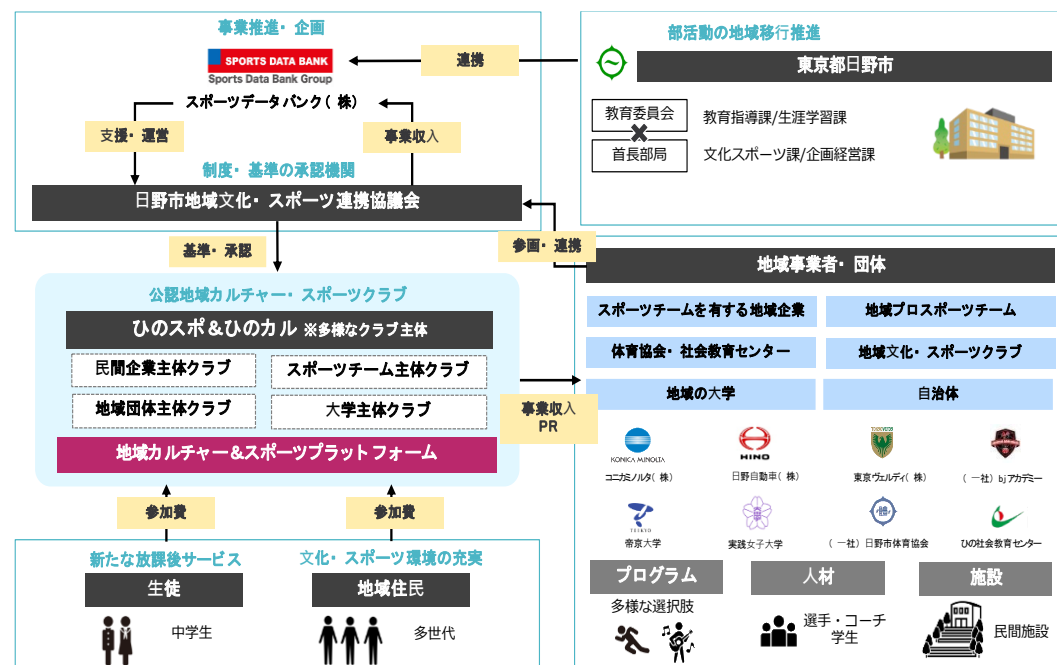 事業推進・企画
SPORTS DATA BANK
Sports Data Bank Group
スポーツデータバンク(株)
連携
支援・運営
事業収入
制度・基準の承認機関
日野市地域文化・スポーツ連携協議会
部活動の地域移行推進
東京都日野市
教育委員会
教育指導課/生涯学習課
首長部局
文化スポーツ課/企画経営課
基準・承認
参画・連携
公認地域カルチャー・スポーツクラブ
ひのスポ&ひのカル ※多様なクラブ主体
民間企業主体クラブ
スポーツチーム主体クラブ
地域団体主体クラブ
大学主体クラブ
地域カルチャー&スポーツプラットフォーム
事業収入
PR
参加費
参加費
新たな放課後サービス
生徒
中学生
文化・スポーツ環境の充実
地域住民
多世代
地域事業者・団体
スポーツチームを有する地域企業
地域プロスポーツチーム
体育協会・社会教育センター
地域文化・スポーツクラブ
地域の大学
自治体
KONICA MINOLTA
コニカミノルタ(株)
HINO
日野自動車(株)
東京ヴェルディ(株)
(一社)bjアカデミー
TEIKYO
帝京大学
実践女子大学
(一社)日野市体育協会
ひの社会教育センター
プログラム
人材
施設
多様な選択肢
選手・コーチ
学生
民間施設